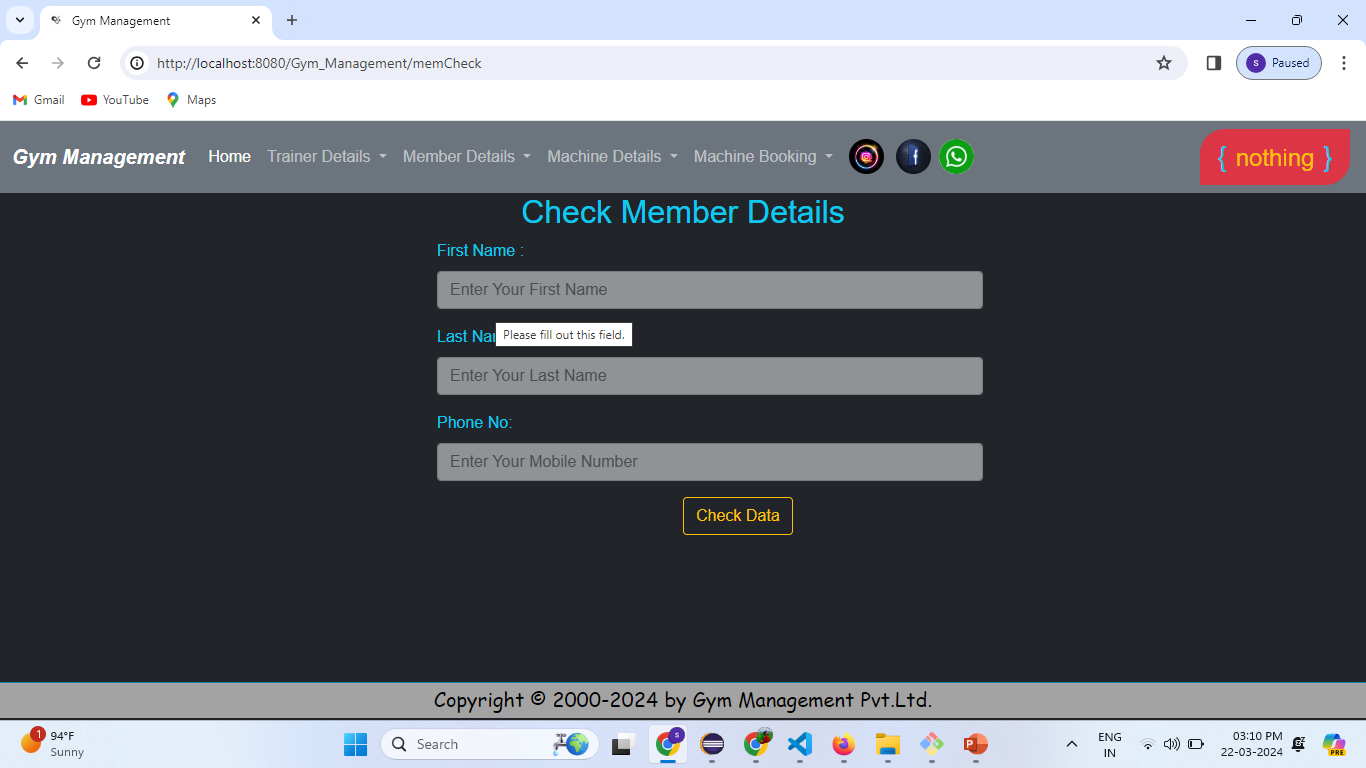 Gym Management
http://localhost:8080/Gym_Management/memCheck
S Paused
Gmail YouTube Maps
Gym Management Home Trainer Details Member Details Machine Details Machine Booking { nothing }
Check Member Details
First Name :
Enter Your First Name
Please fill out this field.
Last Nar
Enter Your Last Name
Phone No:
Enter Your Mobile Number
Check Data
Copyright © 2000-2024 by Gym Management Pvt.Ltd.
1 94°F
Sunny
Search
S
ENG
IN
03:10 PM
22-03-2024
PRE